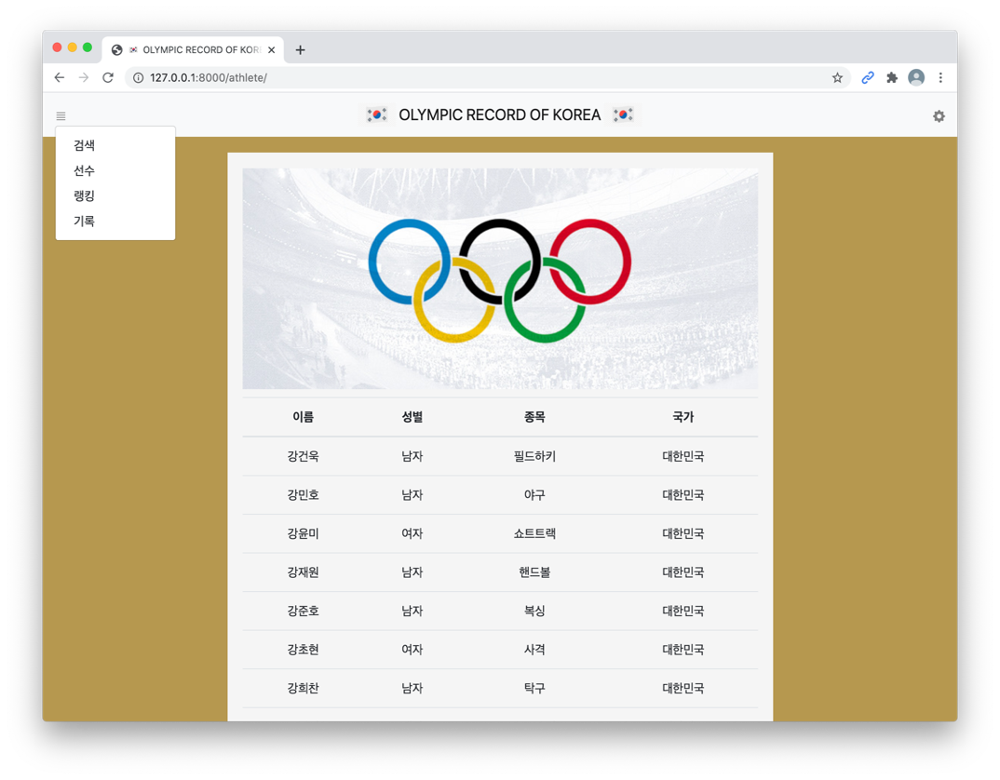 OLYMPIC RECORD OF KOR
127.0.0.1:8000/athlete/
OLYMPIC RECORD OF KOREA
검색
선수
랭킹
기록
이름 성별 종목 국가
강건욱 남자 필드하키 대한민국
강민호 남자 야구 대한민국
강윤미 여자 쇼트트랙 대한민국
강재원 남자 핸드볼 대한민국
강준호 남자 복싱 대한민국
강초현 여자 사격 대한민국
강희찬 남자 탁구 대한민국